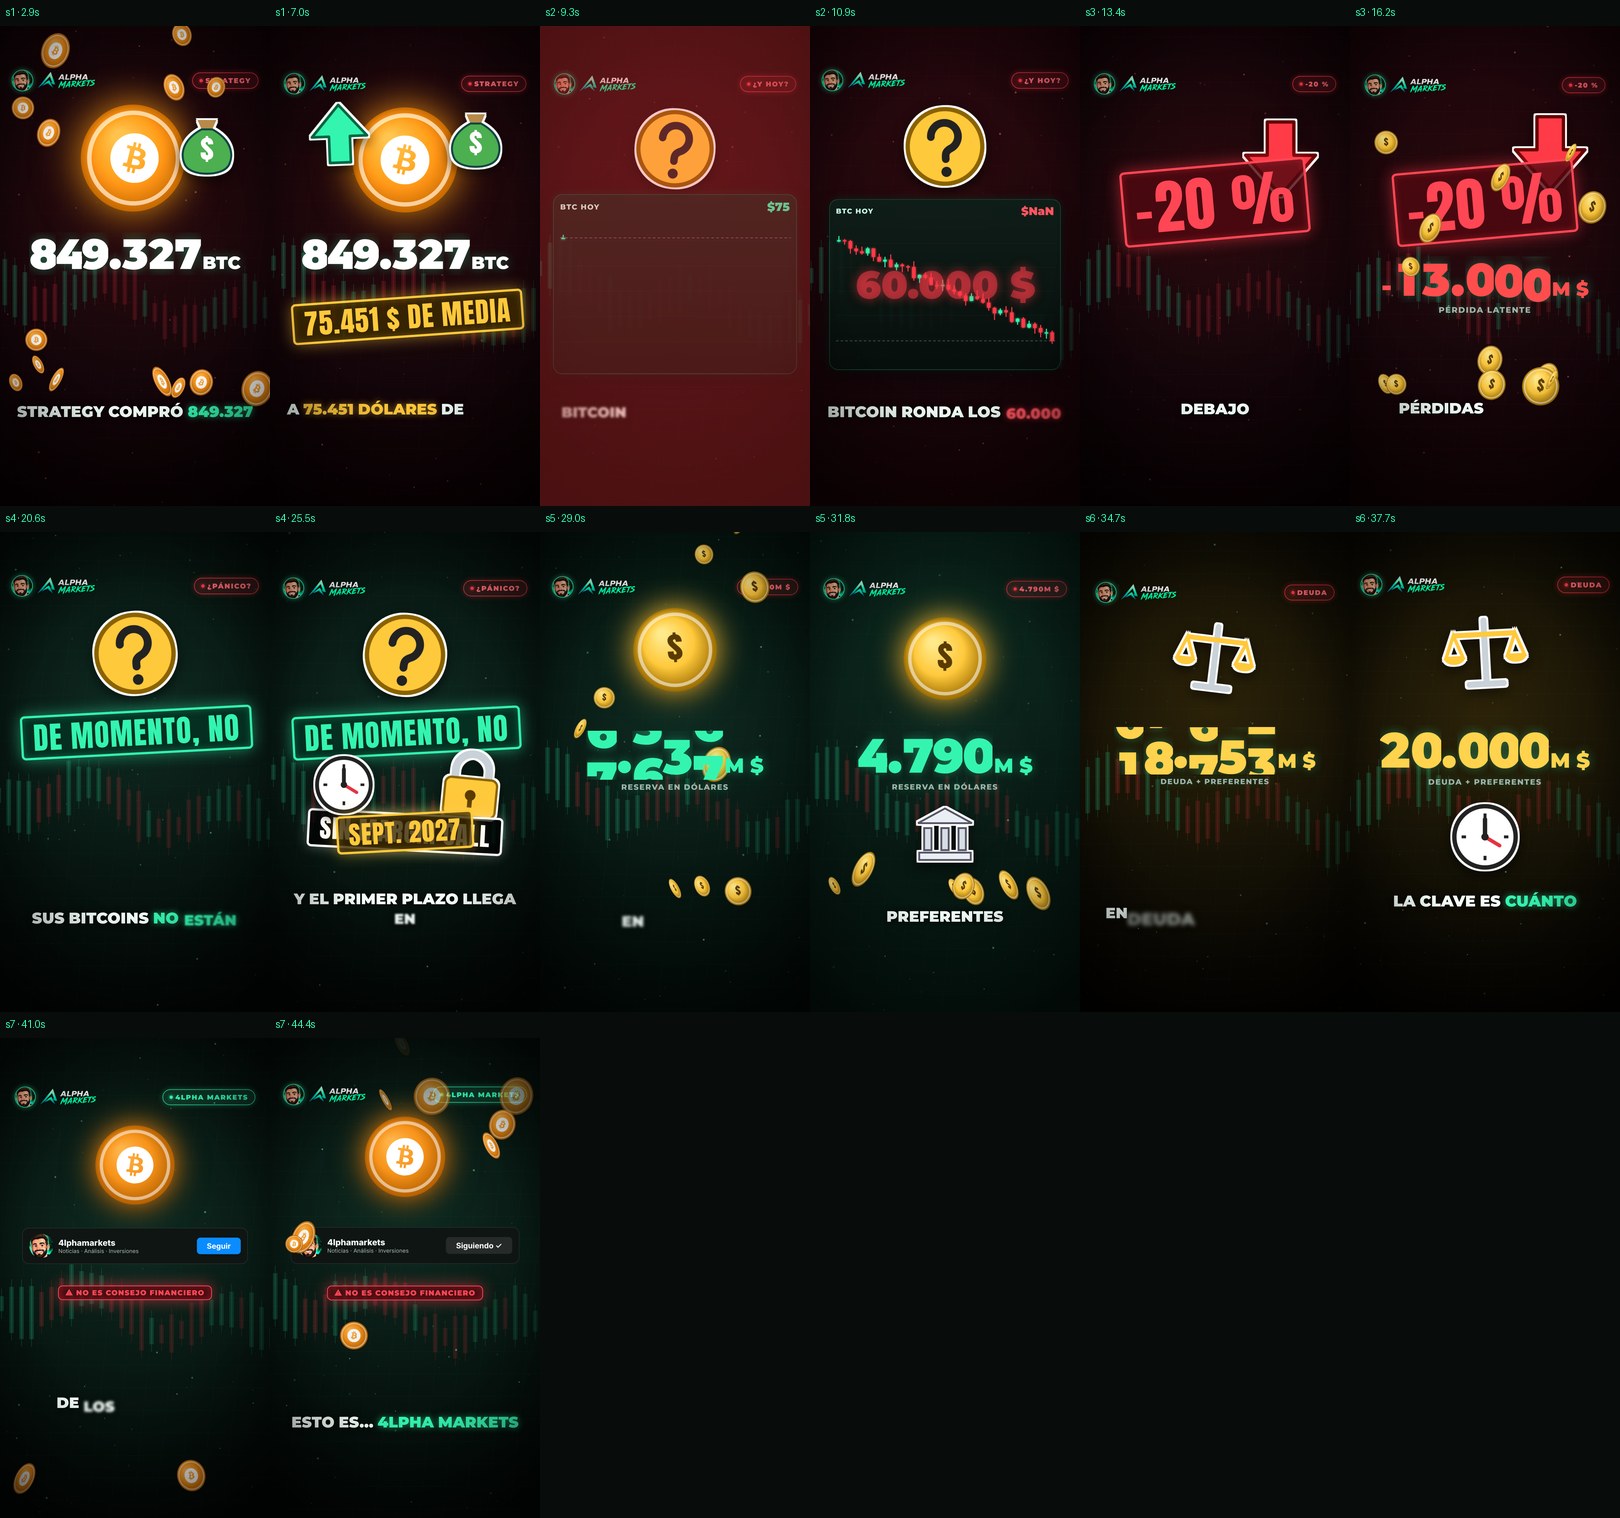 s1·2.9s
ALPHA MARKETS
849.327 BTC
STRATEGY COMPRÓ 849.327
s1·7.0s
ALPHA MARKETS
STRATEGY
849.327 BTC
75.451 $ DE MEDIA
A 75.451 DÓLARES DE
s2·9.3s
ALPHA MARKETS
¿Y HOY?
BTC HOY
$75
BITCOIN
s2·10.9s
ALPHA MARKETS
¿Y HOY?
BTC HOY
$NaN
60.000 $
BITCOIN RONDA LOS 60.000
s3·13.4s
ALPHA MARKETS
-20 %
-20 %
DEBAJO
s3·16.2s
ALPHA MARKETS
-20 %
-20 %
-13.000M $
PÉRDIDA LATENTE
PÉRDIDAS
s4·20.6s
ALPHA MARKETS
¿PÁNICO?
DE MOMENTO, NO
SUS BITCOINS NO ESTÁN
s4·25.5s
ALPHA MARKETS
¿PÁNICO?
DE MOMENTO, NO
SEPT. 2027
Y EL PRIMER PLAZO LLEGA
EN
s5·29.0s
ALPHA MARKETS
M $
RESERVA EN DÓLARES
EN
s5·31.8s
ALPHA MARKETS
4.790M $
4.790M $
RESERVA EN DÓLARES
PREFERENTES
s6·34.7s
ALPHA MARKETS
DEUDA
M $
DEUDA + PREFERENTES
EN DEUDA
s6·37.7s
ALPHA MARKETS
DEUDA
20.000M $
DEUDA + PREFERENTES
LA CLAVE ES CUÁNTO
s7·41.0s
ALPHA MARKETS
4LPHA MARKETS
4lphamarkets
Noticias · Análisis · Inversiones
Seguir
NO ES CONSEJO FINANCIERO
DE LOS
s7·44.4s
ALPHA MARKETS
4LPHA MARKETS
4lphamarkets
Noticias · Análisis · Inversiones
Siguiendo ✓
NO ES CONSEJO FINANCIERO
ESTO ES... 4LPHA MARKETS